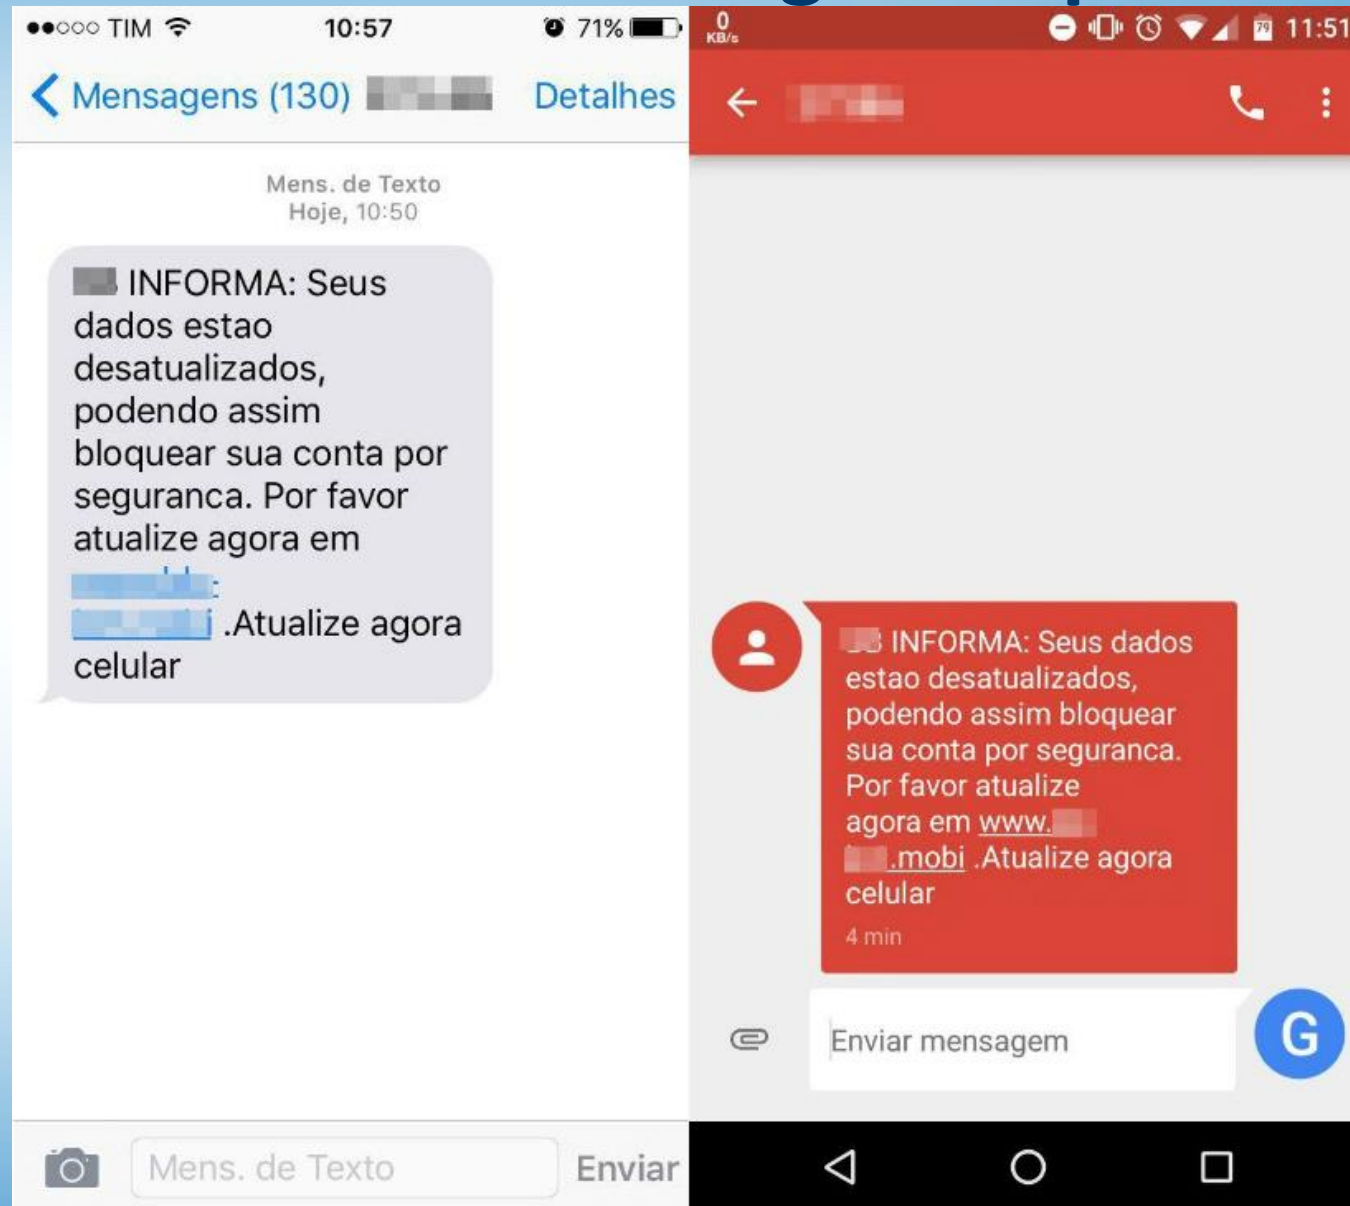 TIM
10:57
71%
Mensagens (130)
Detalhes
Mens. de Texto
Hoje, 10:50
INFORMA: Seus
dados estao
desatualizados,
podendo assim
bloquear sua conta por
seguranca. Por favor
atualize agora em
.Atualize agora
celular
Mens. de Texto
Enviar
0
KB/s
79
11:51
INFORMA: Seus dados
estao desatualizados,
podendo assim bloquear
sua conta por seguranca.
Por favor atualize
agora em www.
.mobi .Atualize agora
celular
4 min
Enviar mensagem
G